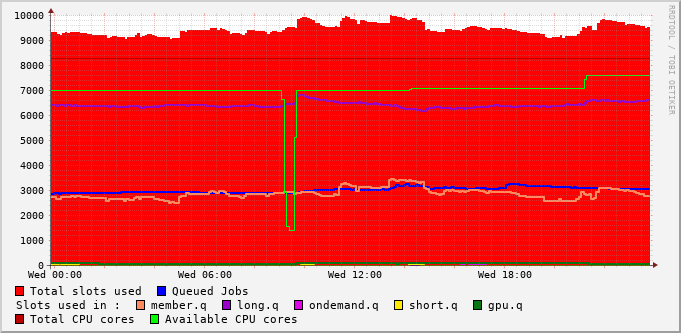 10000
9000
8000
7000
6000
5000
4000
3000
2000
1000
0
Wed 00:00 Wed 06:00 Wed 12:00 Wed 18:00
Total slots used Queued Jobs
Slots used in : member.q long.q ondemand.q short.q gpu.q
Total CPU cores Available CPU cores
RRDTOOL / TOBI OETIKER